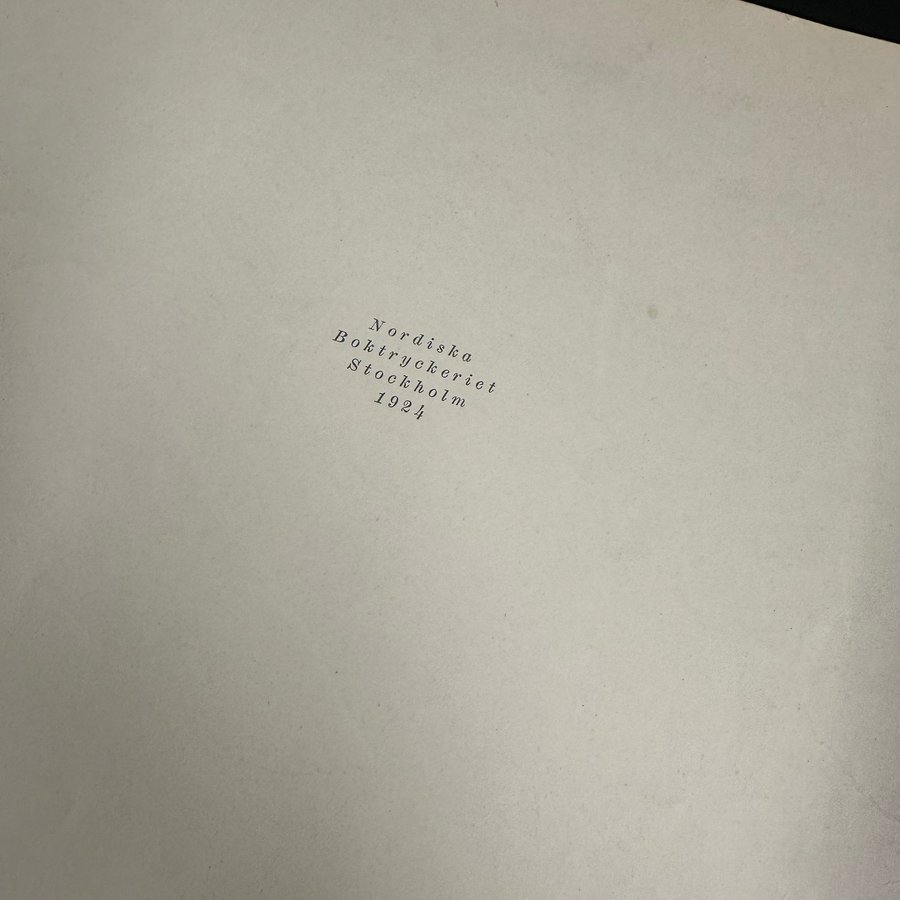 Nordiska
Boktryckeriet
Stockholm
1924